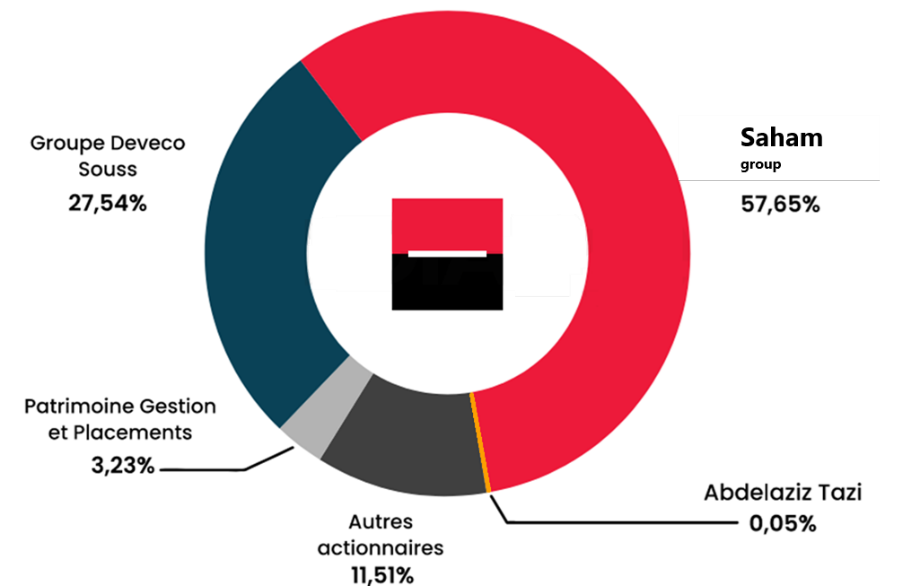 Groupe Deveco
Souss
27,54%
Saham
group
57,65%
Patrimoine Gestion
et Placements
3,23%
Abdelaziz Tazi
0,05%
Autres
actionnaires
11,51%